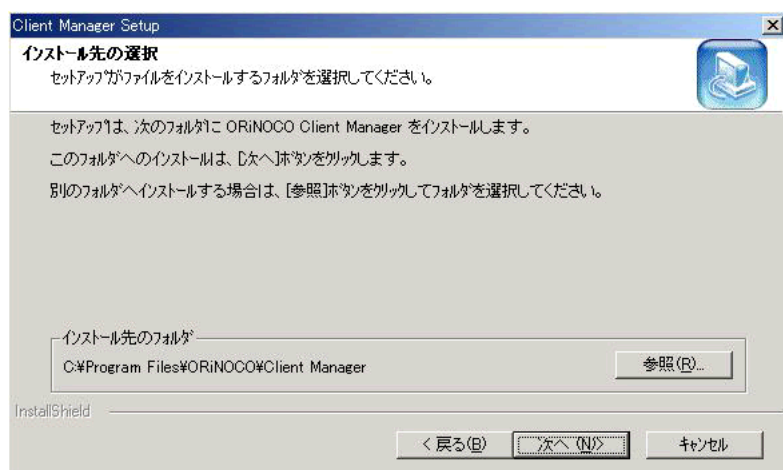 Client Manager Setup
インストール先の選択
セットアップがファイルをインストールするフォルダを選択してください。
セットアップは、次のフォルダに ORiNOCO Client Manager をインストールします。
このフォルダへのインストールは、[次へ]ボタンをクリックします。
別のフォルダへインストールする場合は、[参照]ボタンをクリックしてフォルダを選択してください。
インストール先のフォルダ
C:¥Program Files¥ORiNOCO¥Client Manager
参照(R)...
InstallShield
< 戻る(B)
次へ (N)>
キャンセル